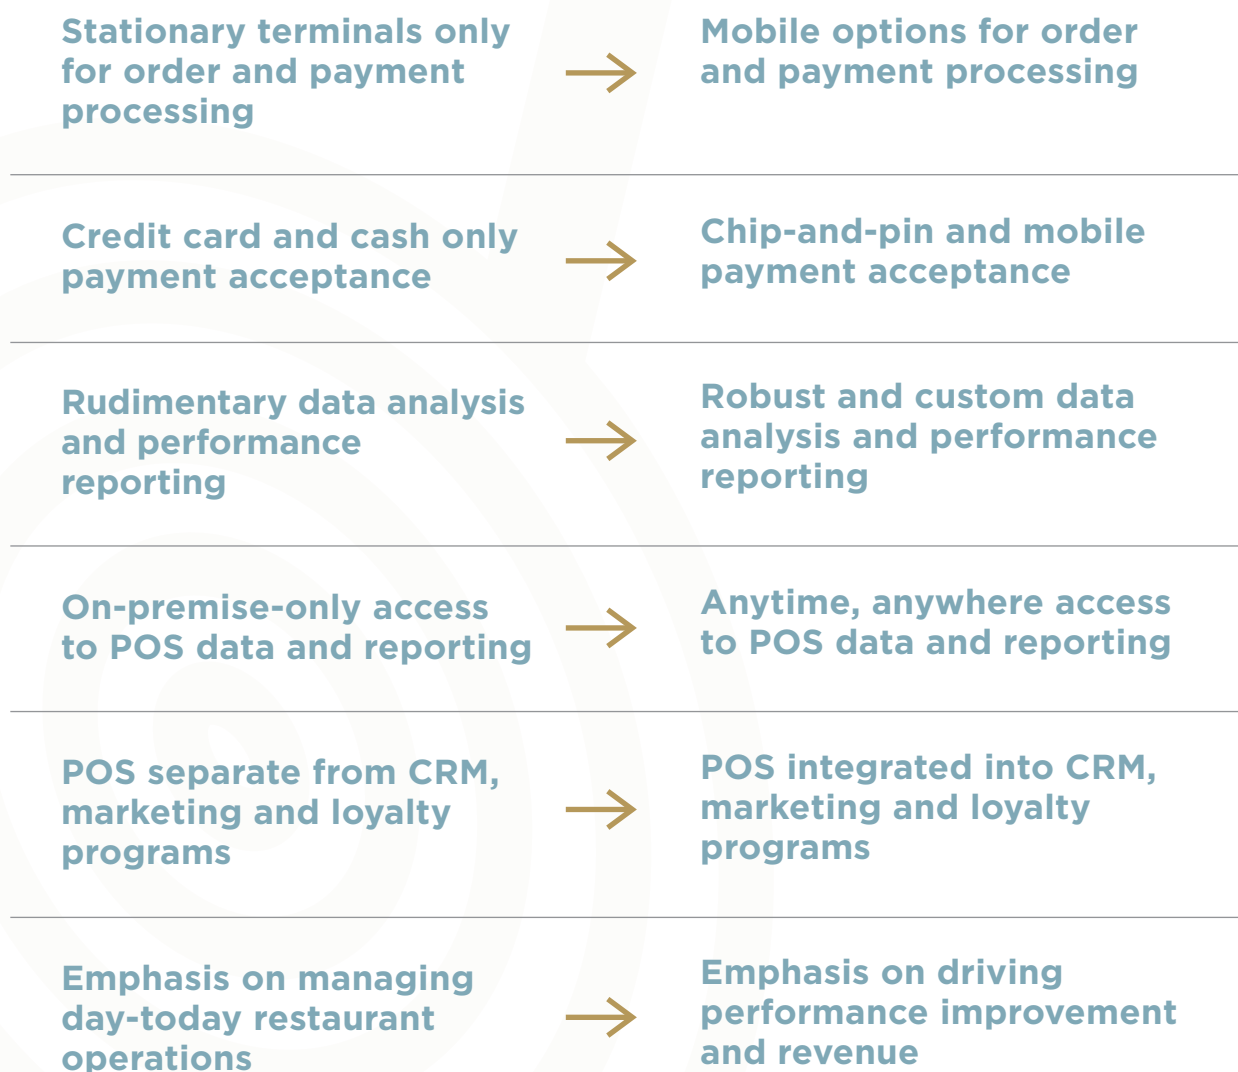 Stationary terminals only
for order and payment
processing
Mobile options for order
and payment processing
Credit card and cash only
payment acceptance
Chip-and-pin and mobile
payment acceptance
Rudimentary data analysis
and performance
reporting
Robust and custom data
analysis and performance
reporting
On-premise-only access
to POS data and reporting
Anytime, anywhere access
to POS data and reporting
POS separate from CRM,
marketing and loyalty
programs
POS integrated into CRM,
marketing and loyalty
programs
Emphasis on managing
day-today restaurant
operations
Emphasis on driving
performance improvement
and revenue